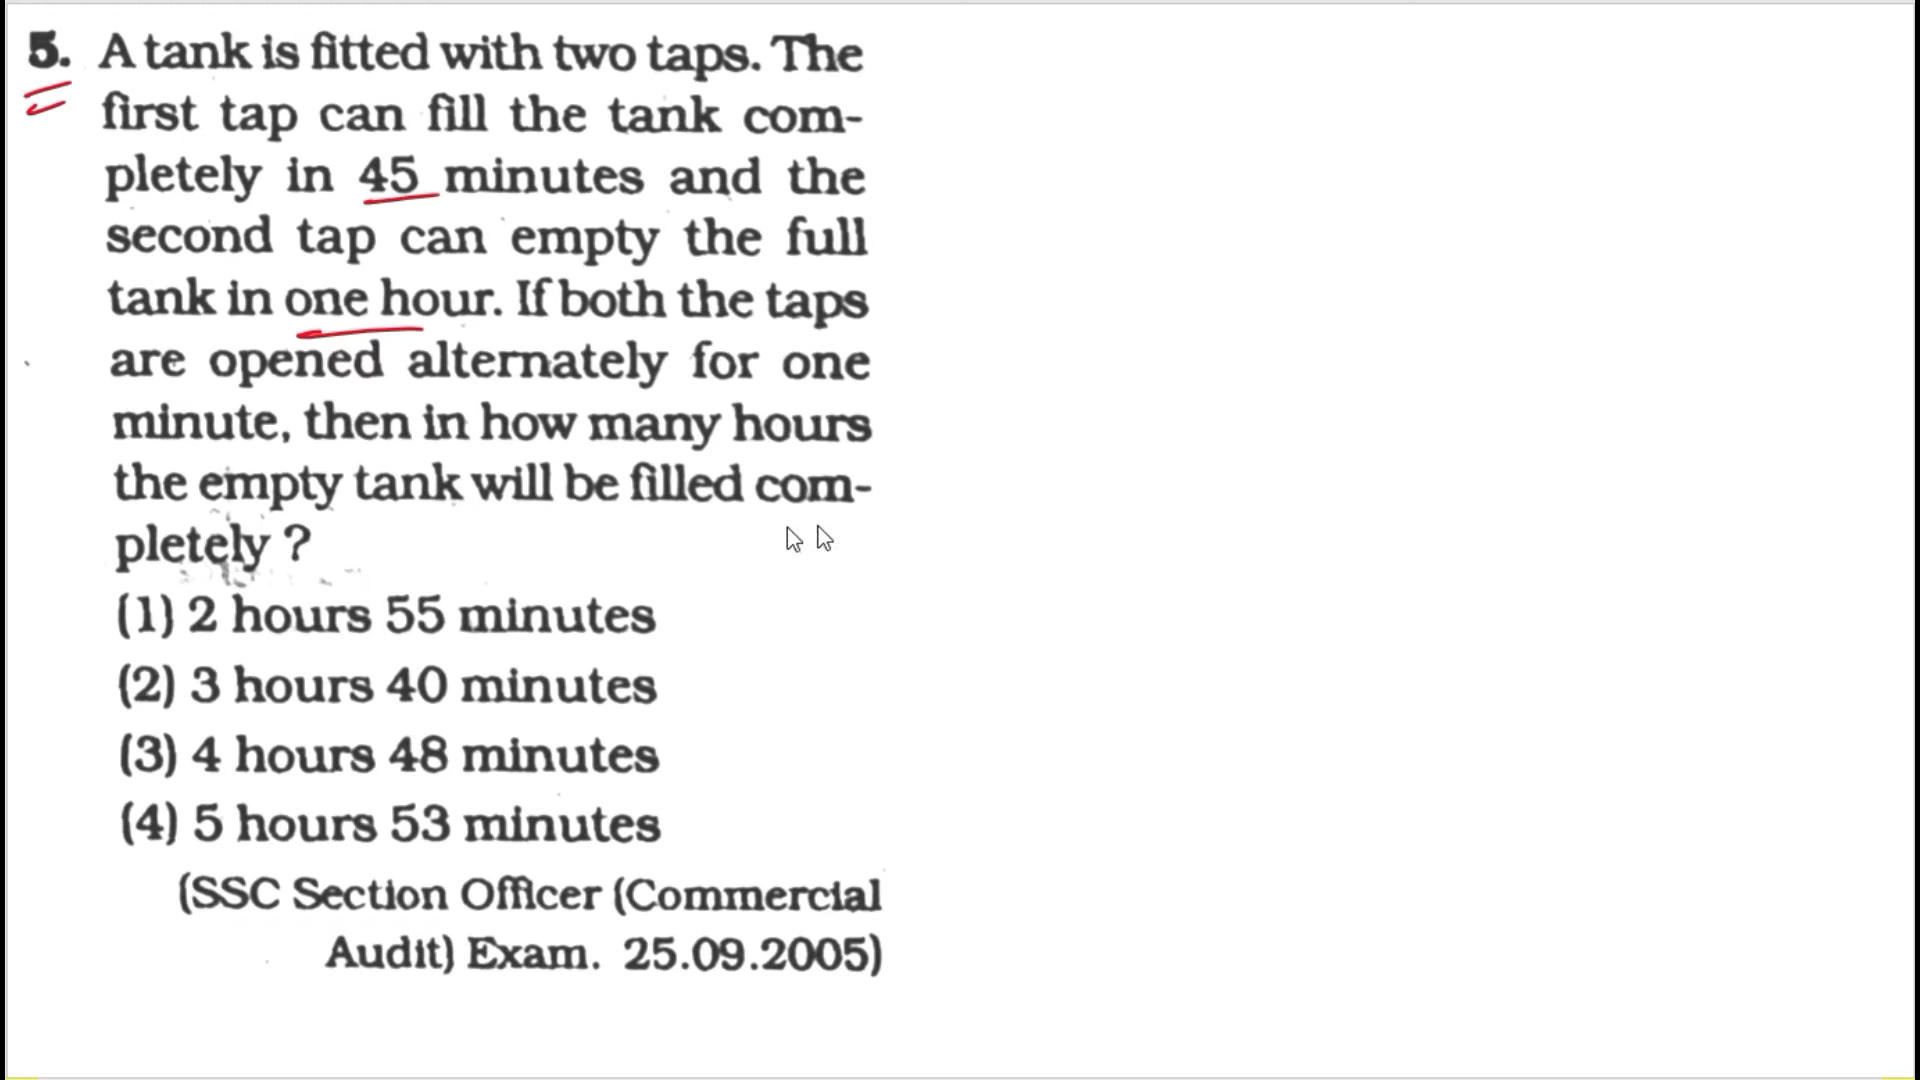 5. A tank is fitted with two taps. The
first tap can fill the tank com-
pletely in 45 minutes and the
second tap can empty the full
tank in one hour. If both the taps
are opened alternately for one
minute, then in how many hours
the empty tank will be filled com-
pletely ?
(1) 2 hours 55 minutes
(2) 3 hours 40 minutes
(3) 4 hours 48 minutes
(4) 5 hours 53 minutes
(SSC Section Officer (Commercial
Audit) Exam. 25.09.2005)